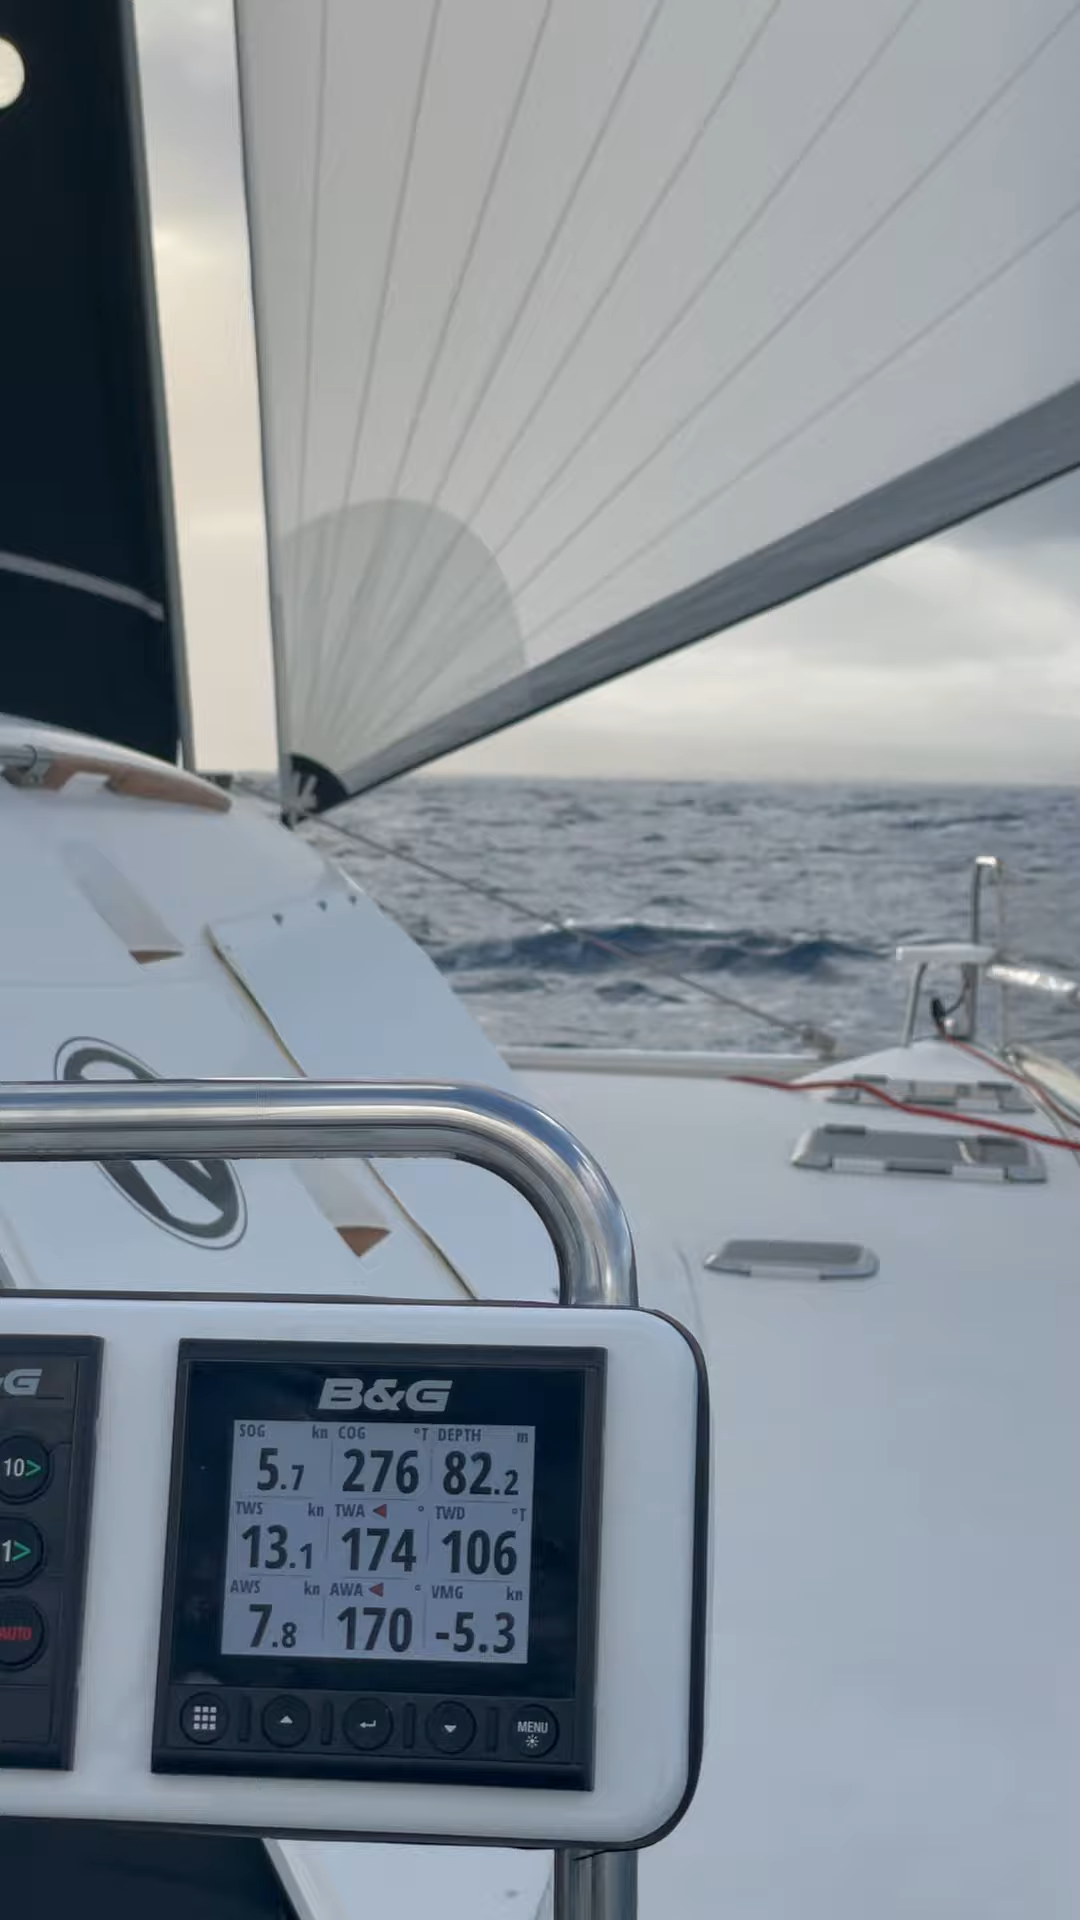 &G
10>
1>
AUTO
B&G
SOG kn COG °T DEPTH m
5.7 276 82.2
TWS kn TWA ° TWD °T
13.1 174 106
AWS kn AWA ° VMG kn
7.8 170 -5.3
MENU